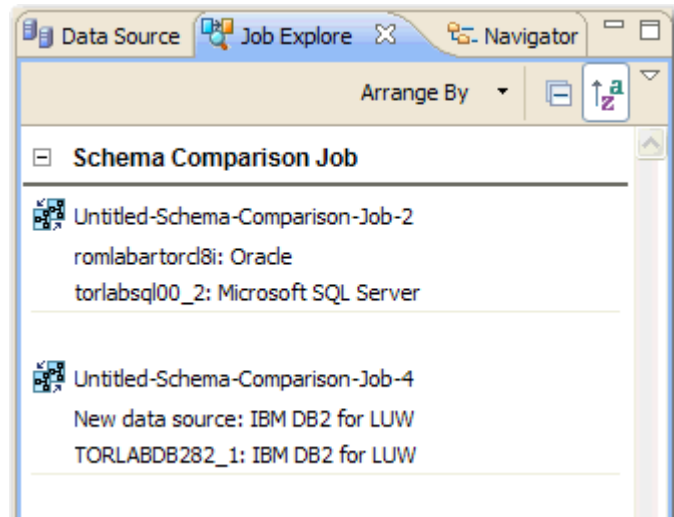 Data Source Job Explore Navigator
Arrange By
Schema Comparison Job
Untitled-Schema-Comparison-Job-2
romlabartorcl8i: Oracle
torlabsql00_2: Microsoft SQL Server
Untitled-Schema-Comparison-Job-4
New data source: IBM DB2 for LUW
TORLABDB282_1: IBM DB2 for LUW